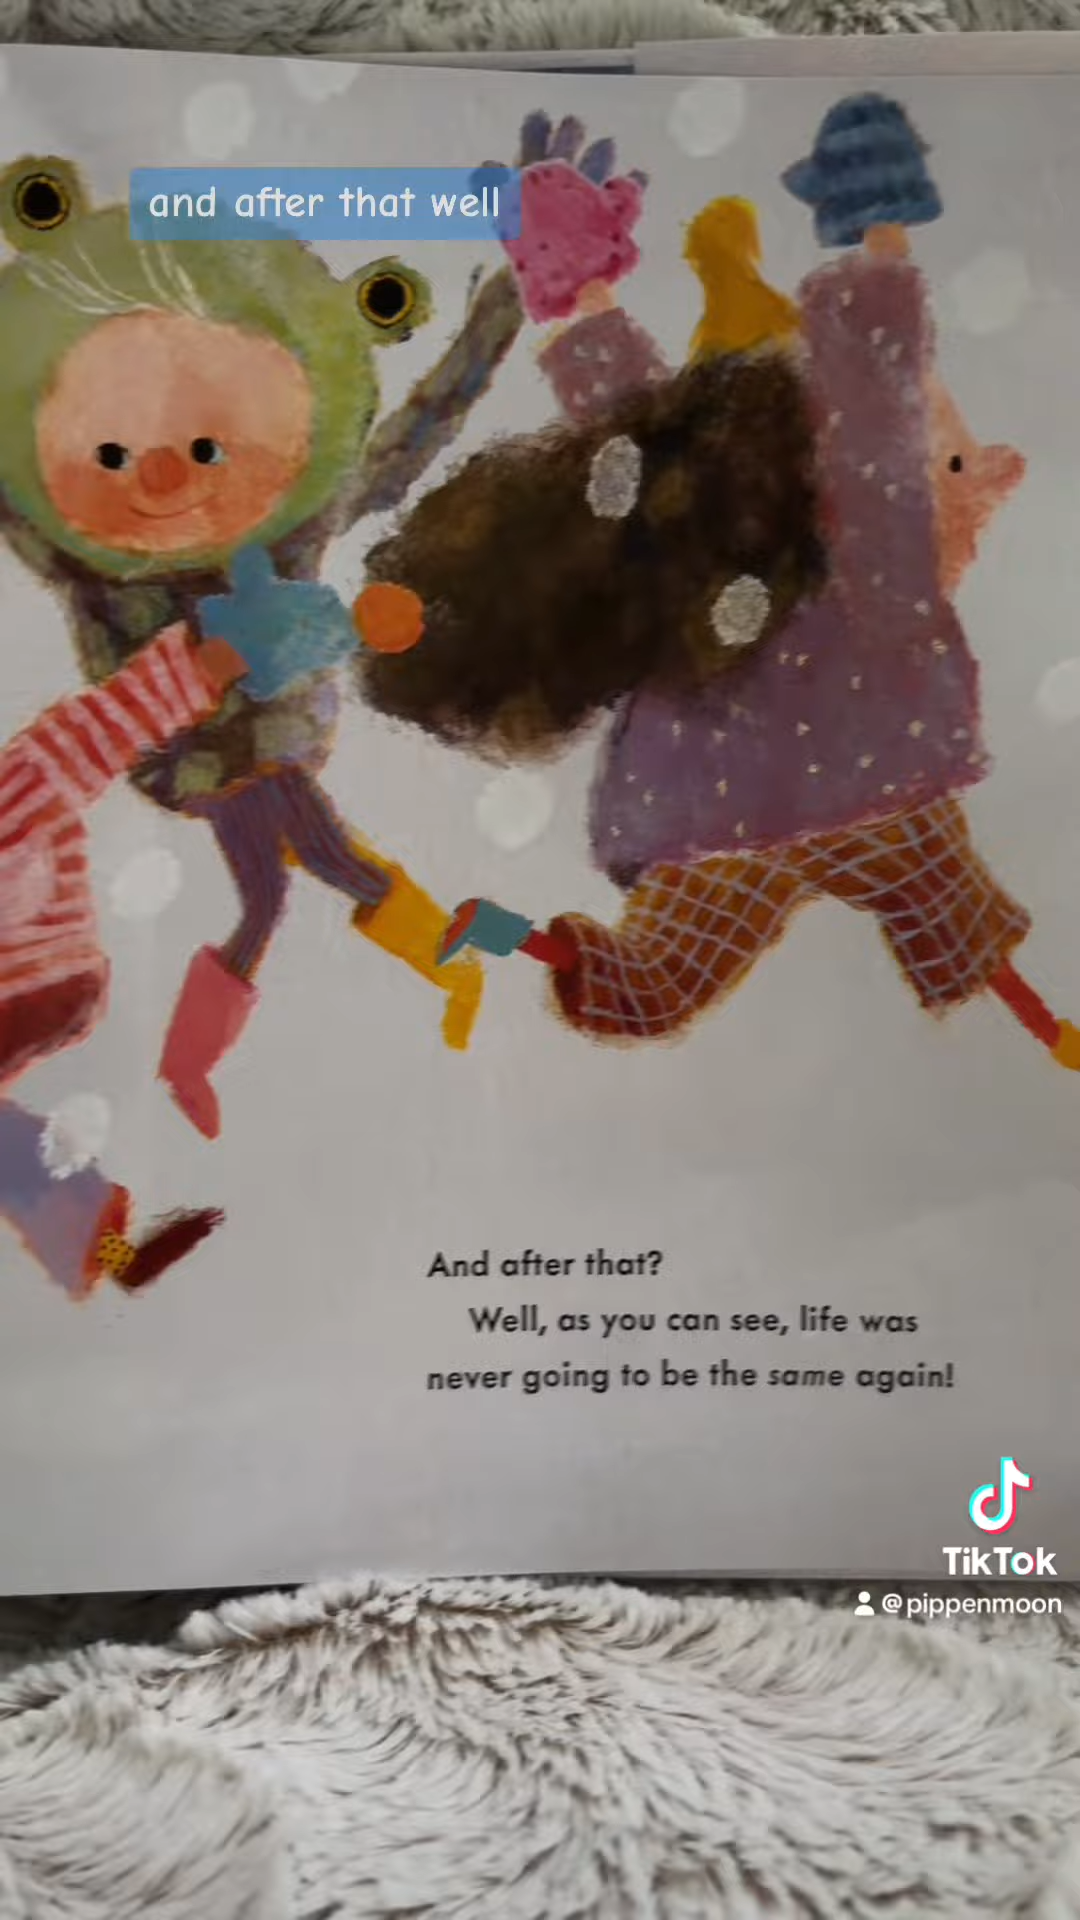 and after that well
And after that?
Well, as you can see, life was
never going to be the same again!
TikTok
@pippenmoon